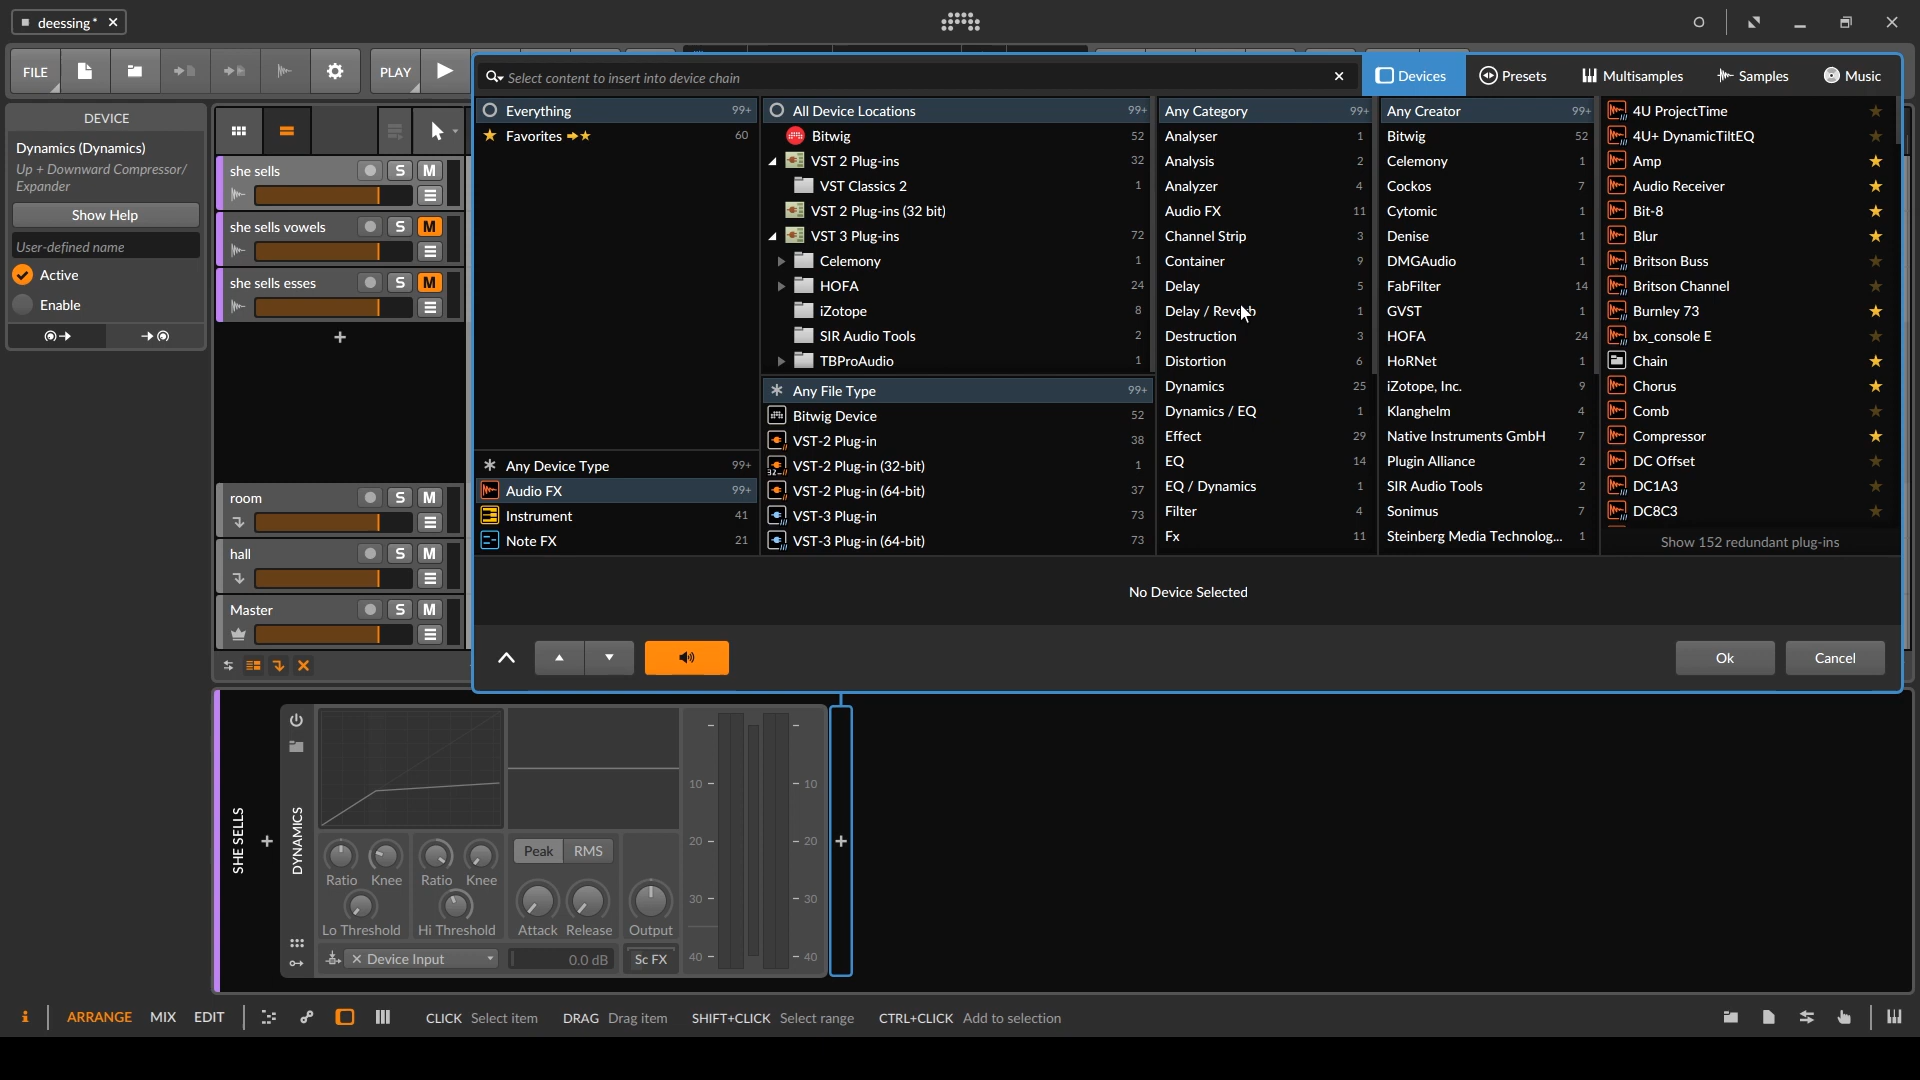 deessing*
FILE
PLAY
DEVICE
Dynamics (Dynamics)
Up + Downward Compressor/
Expander
Show Help
User-defined name
Active
Enable
she sells
S M
she sells vowels
S M
she sells esses
S M
room
S M
hall
S M
Master
S M
Select content to insert into device chain
Devices
Presets
Multisamples
Samples
Music
Everything 99+
Favorites 60
Any Device Type 99+
Audio FX 99+
Instrument 41
Note FX 21
All Device Locations 99+
Bitwig 52
VST 2 Plug-ins 32
VST Classics 2 1
VST 2 Plug-ins (32 bit)
VST 3 Plug-ins 72
Celemony 1
HOFA 24
iZotope 8
SIR Audio Tools 2
TBProAudio 1
Any File Type 99+
Bitwig Device 52
VST-2 Plug-in 38
VST-2 Plug-in (32-bit) 1
VST-2 Plug-in (64-bit) 37
VST-3 Plug-in 73
VST-3 Plug-in (64-bit) 73
Any Category 99+
Analyser 1
Analysis 2
Analyzer 4
Audio FX 11
Channel Strip 3
Container 9
Delay 5
Delay / Reverb 1
Destruction 3
Distortion 6
Dynamics 25
Dynamics / EQ 1
Effect 29
EQ 14
EQ / Dynamics 1
Filter 4
Fx 11
Any Creator 99+
Bitwig 52
Celemony 1
Cockos 7
Cytomic 1
Denise 1
DMGAudio 1
FabFilter 14
GVST 1
HOFA 24
HoRNet 1
iZotope, Inc. 9
Klanghelm 4
Native Instruments GmbH 7
Plugin Alliance 2
SIR Audio Tools 2
Sonimus 7
Steinberg Media Technolog... 1
4U ProjectTime
4U+ DynamicTiltEQ
Amp
Audio Receiver
Bit-8
Blur
Britson Buss
Britson Channel
Burnley 73
bx_console E
Chain
Chorus
Comb
Compressor
DC Offset
DC1A3
DC8C3
Show 152 redundant plug-ins
No Device Selected
Ok
Cancel
SHE SELLS
DYNAMICS
Ratio Knee
Lo Threshold
Ratio Knee
Hi Threshold
Peak RMS
Attack Release
Output
Device Input
0.0 dB
Sc FX
10 10
20 20
30 30
40 40
i
ARRANGE MIX EDIT
CLICK Select item DRAG Drag item SHIFT+CLICK Select range CTRL+CLICK Add to selection